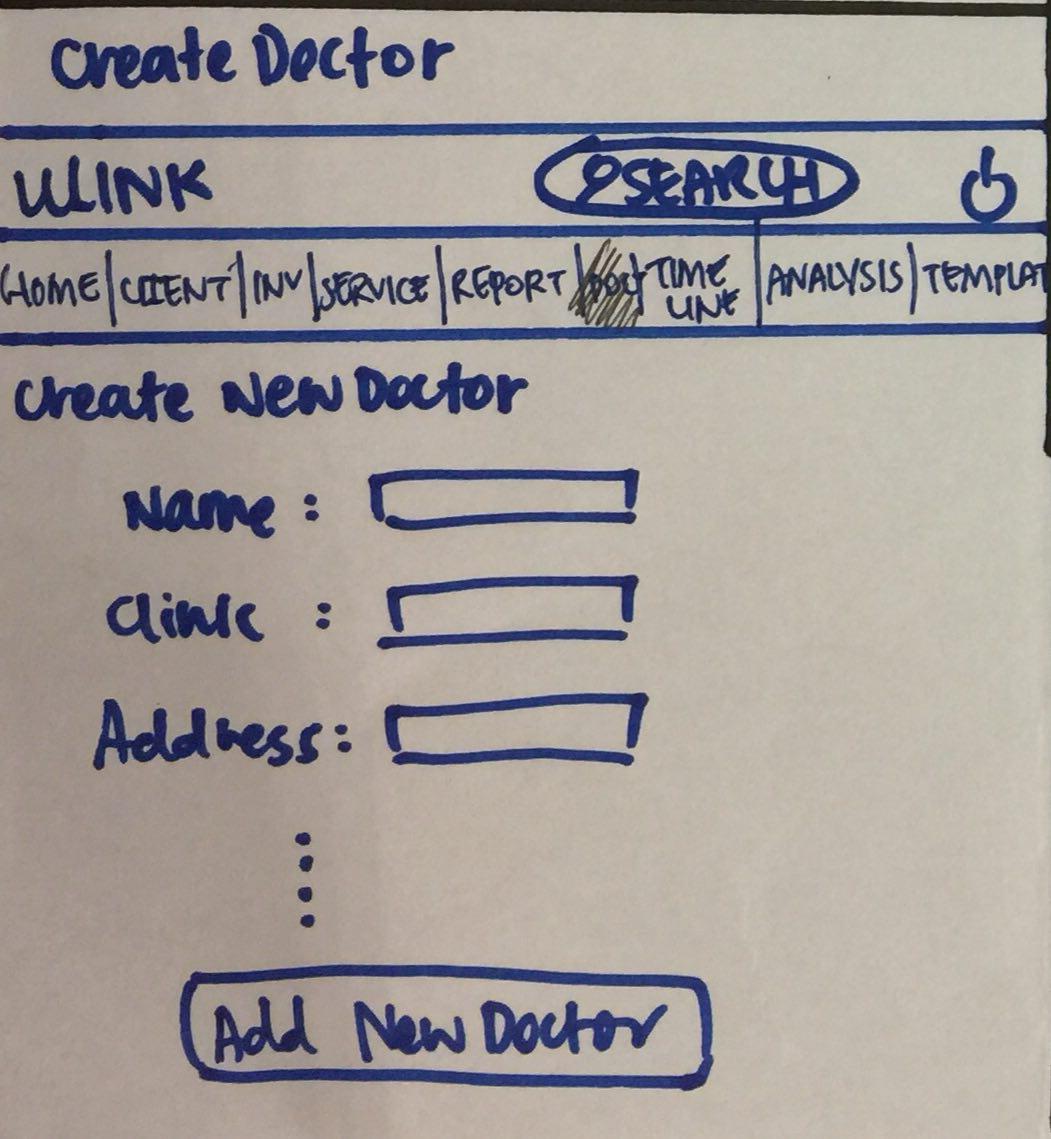 Create Doctor
ULINK SEARCH
HOME CLIENT INV SERVICE REPORT TIME LINE ANALYSIS TEMPLAT
Create New Doctor
Name :
Clinic :
Address :
Add New Doctor